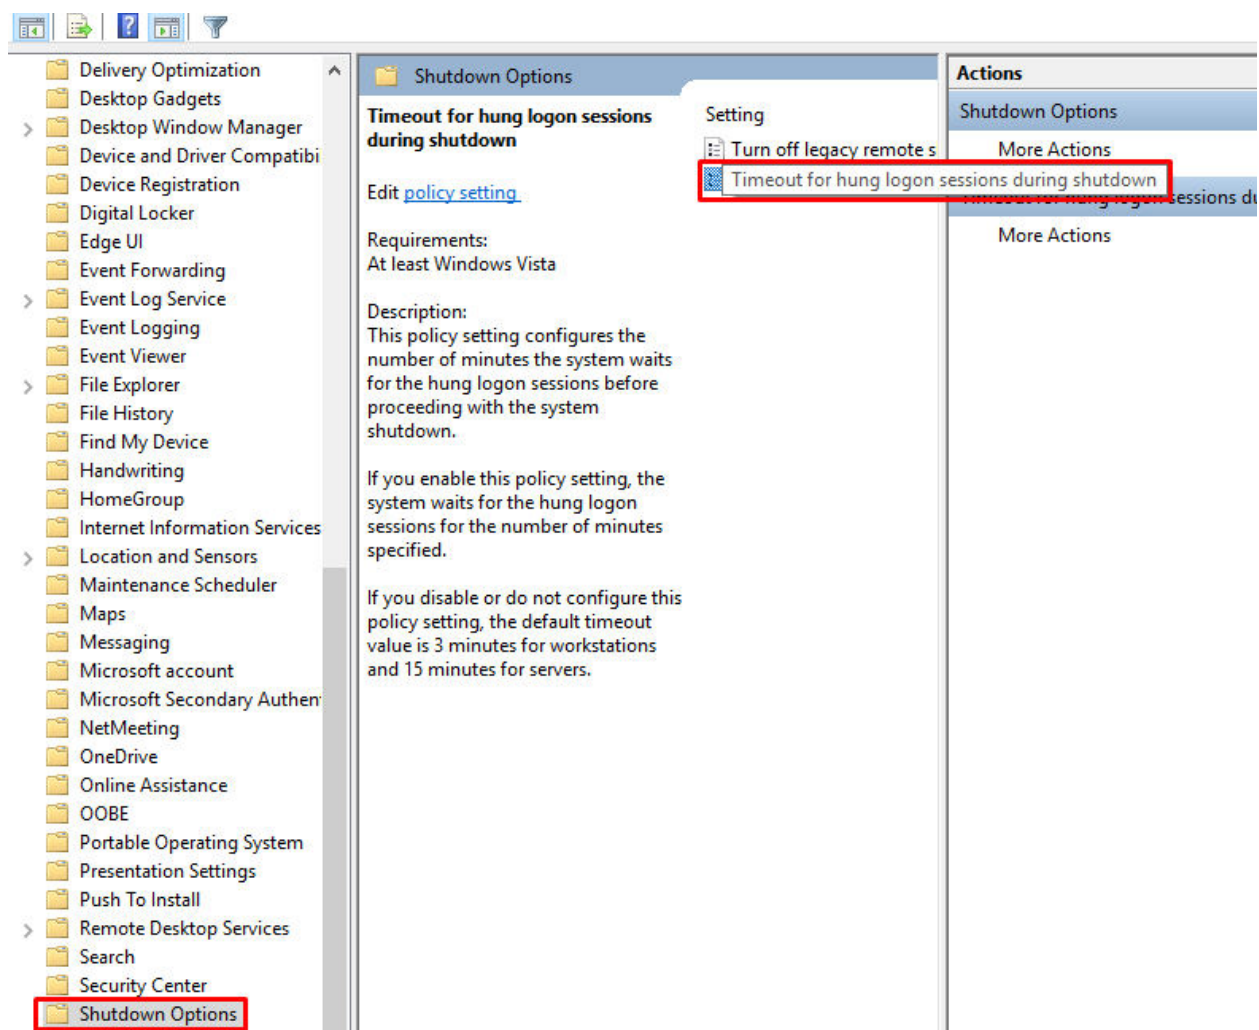 Delivery Optimization
Desktop Gadgets
Desktop Window Manager
Device and Driver Compatibi
Device Registration
Digital Locker
Edge UI
Event Forwarding
Event Log Service
Event Logging
Event Viewer
File Explorer
File History
Find My Device
Handwriting
HomeGroup
Internet Information Services
Location and Sensors
Maintenance Scheduler
Maps
Messaging
Microsoft account
Microsoft Secondary Authen
NetMeeting
OneDrive
Online Assistance
OOBE
Portable Operating System
Presentation Settings
Push To Install
Remote Desktop Services
Search
Security Center
Shutdown Options
Shutdown Options
Timeout for hung logon sessions
during shutdown
Edit policy setting
Requirements:
At least Windows Vista
Description:
This policy setting configures the
number of minutes the system waits
for the hung logon sessions before
proceeding with the system
shutdown.
If you enable this policy setting, the
system waits for the hung logon
sessions for the number of minutes
specified.
If you disable or do not configure this
policy setting, the default timeout
value is 3 minutes for workstations
and 15 minutes for servers.
Setting
Turn off legacy remote s
Timeout for hung logon sessions during shutdown
Actions
Shutdown Options
More Actions
Timeout for hung logon sessions du
More Actions